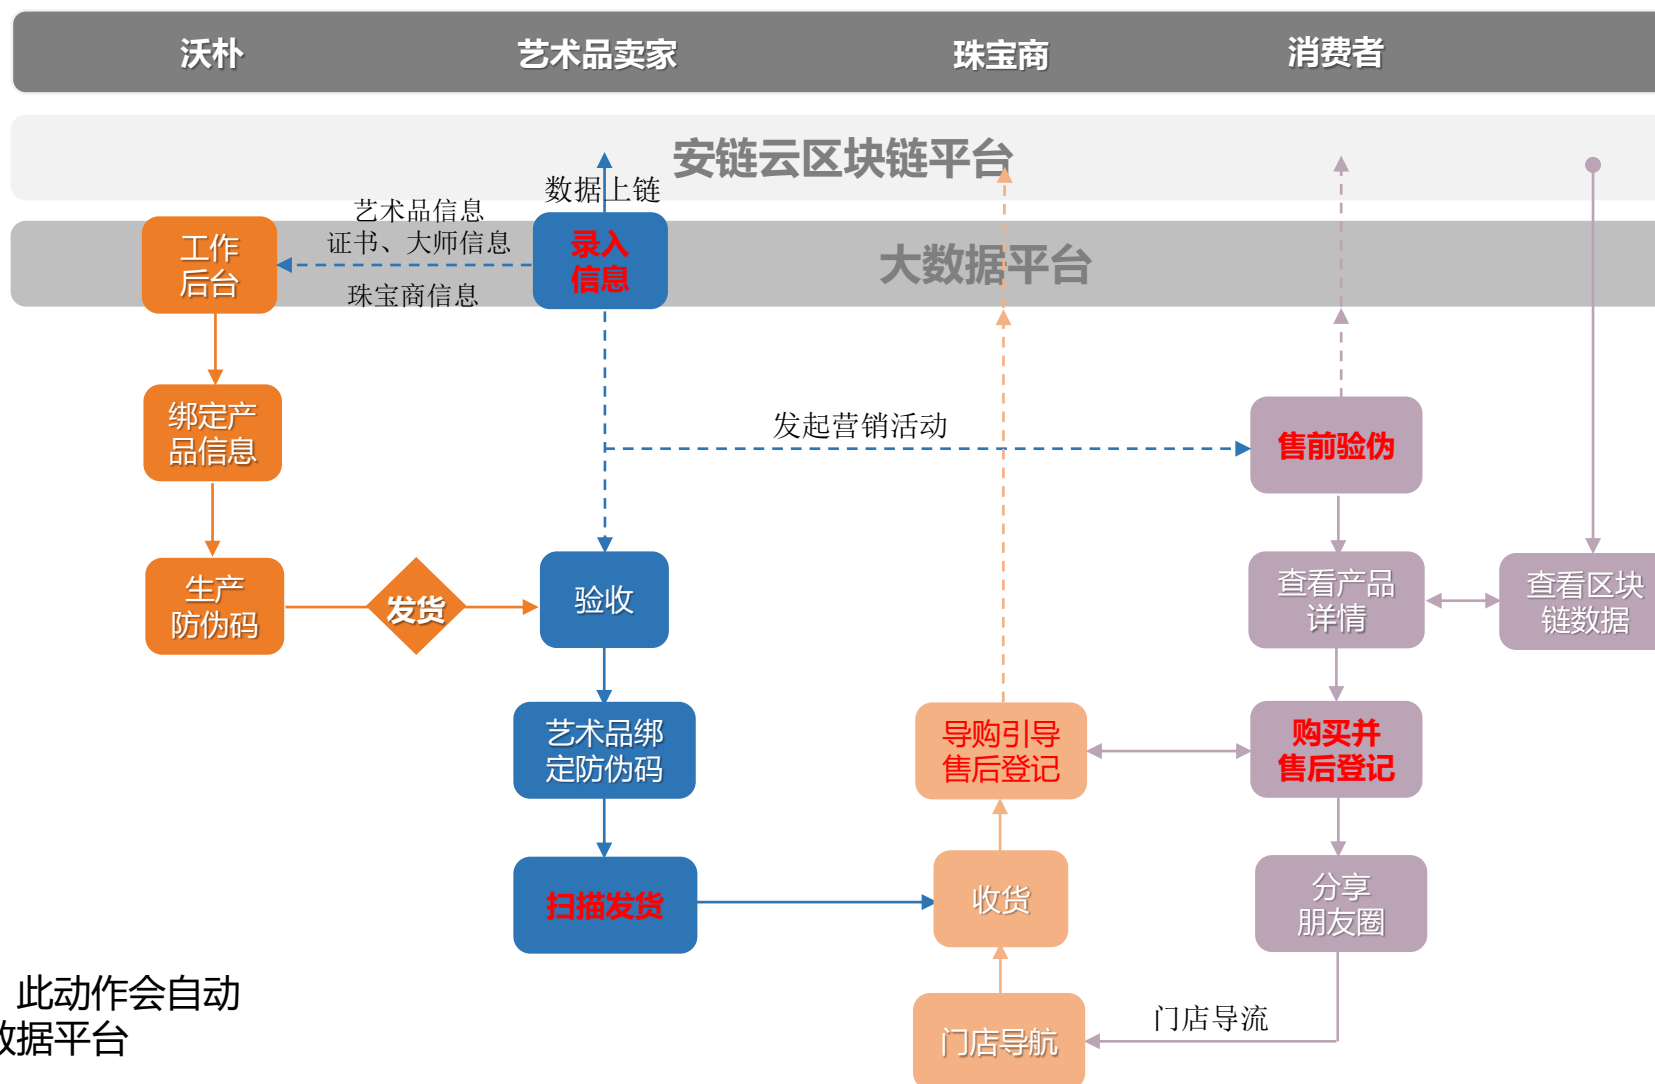 沃朴
艺术品卖家
珠宝商
消费者
安链云区块链平台
数据上链
大数据平台
艺术品信息
证书、大师信息
珠宝商信息
工作
后台
录入
信息
绑定产
品信息
发起营销活动
售前验伪
生产
防伪码
发货
验收
查看产品
详情
查看区块
链数据
艺术品绑
定防伪码
导购引导
售后登记
购买并
售后登记
扫描发货
收货
分享
朋友圈
此动作会自动
数据平台
门店导航
门店导流